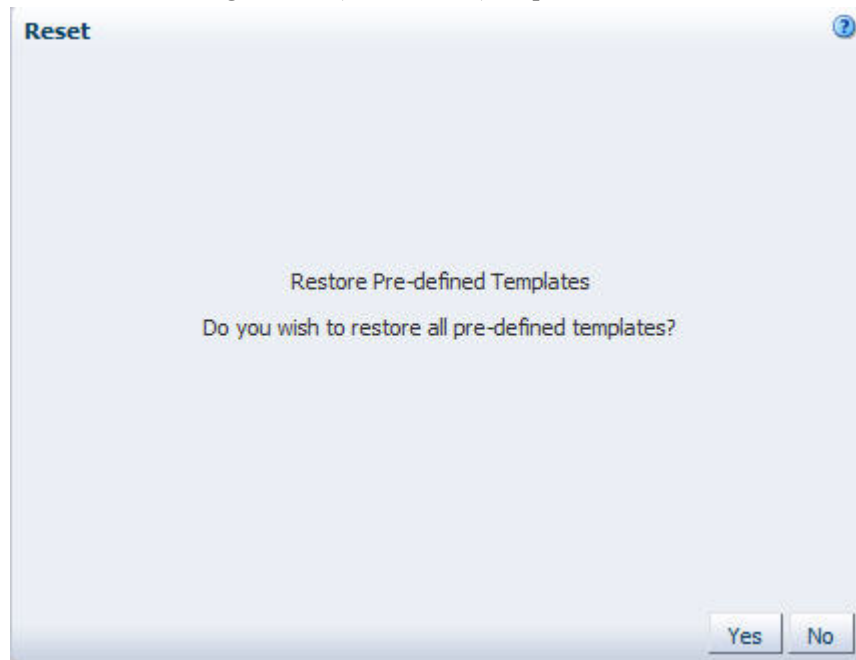 Reset
?
Restore Pre-defined Templates
Do you wish to restore all pre-defined templates?
Yes No